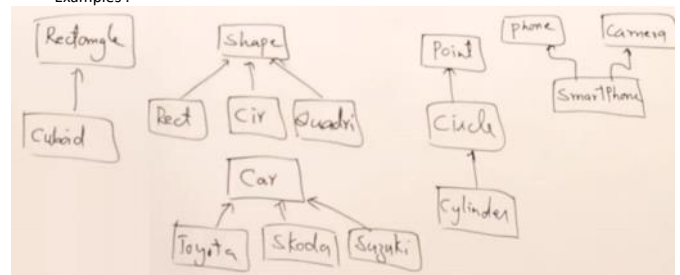 Examples :
Rectangle
Cuboid
Shape
Rect
Cir
Quadri
Car
Toyota
Skoda
Suzuki
Point
Circle
Cylinder
phone
Camera
SmartPhone